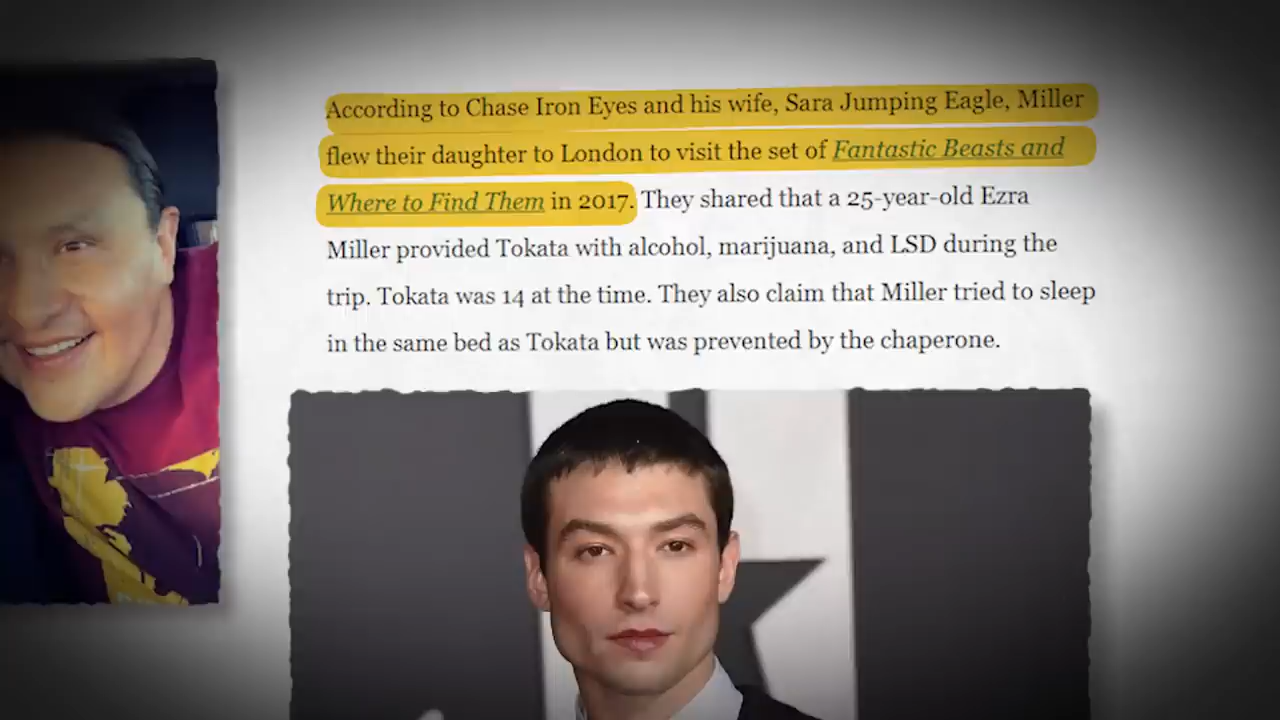 According to Chase Iron Eyes and his wife, Sara Jumping Eagle, Miller
flew their daughter to London to visit the set of Fantastic Beasts and
Where to Find Them in 2017. They shared that a 25-year-old Ezra
Miller provided Tokata with alcohol, marijuana, and LSD during the
trip. Tokata was 14 at the time. They also claim that Miller tried to sleep
in the same bed as Tokata but was prevented by the chaperone.